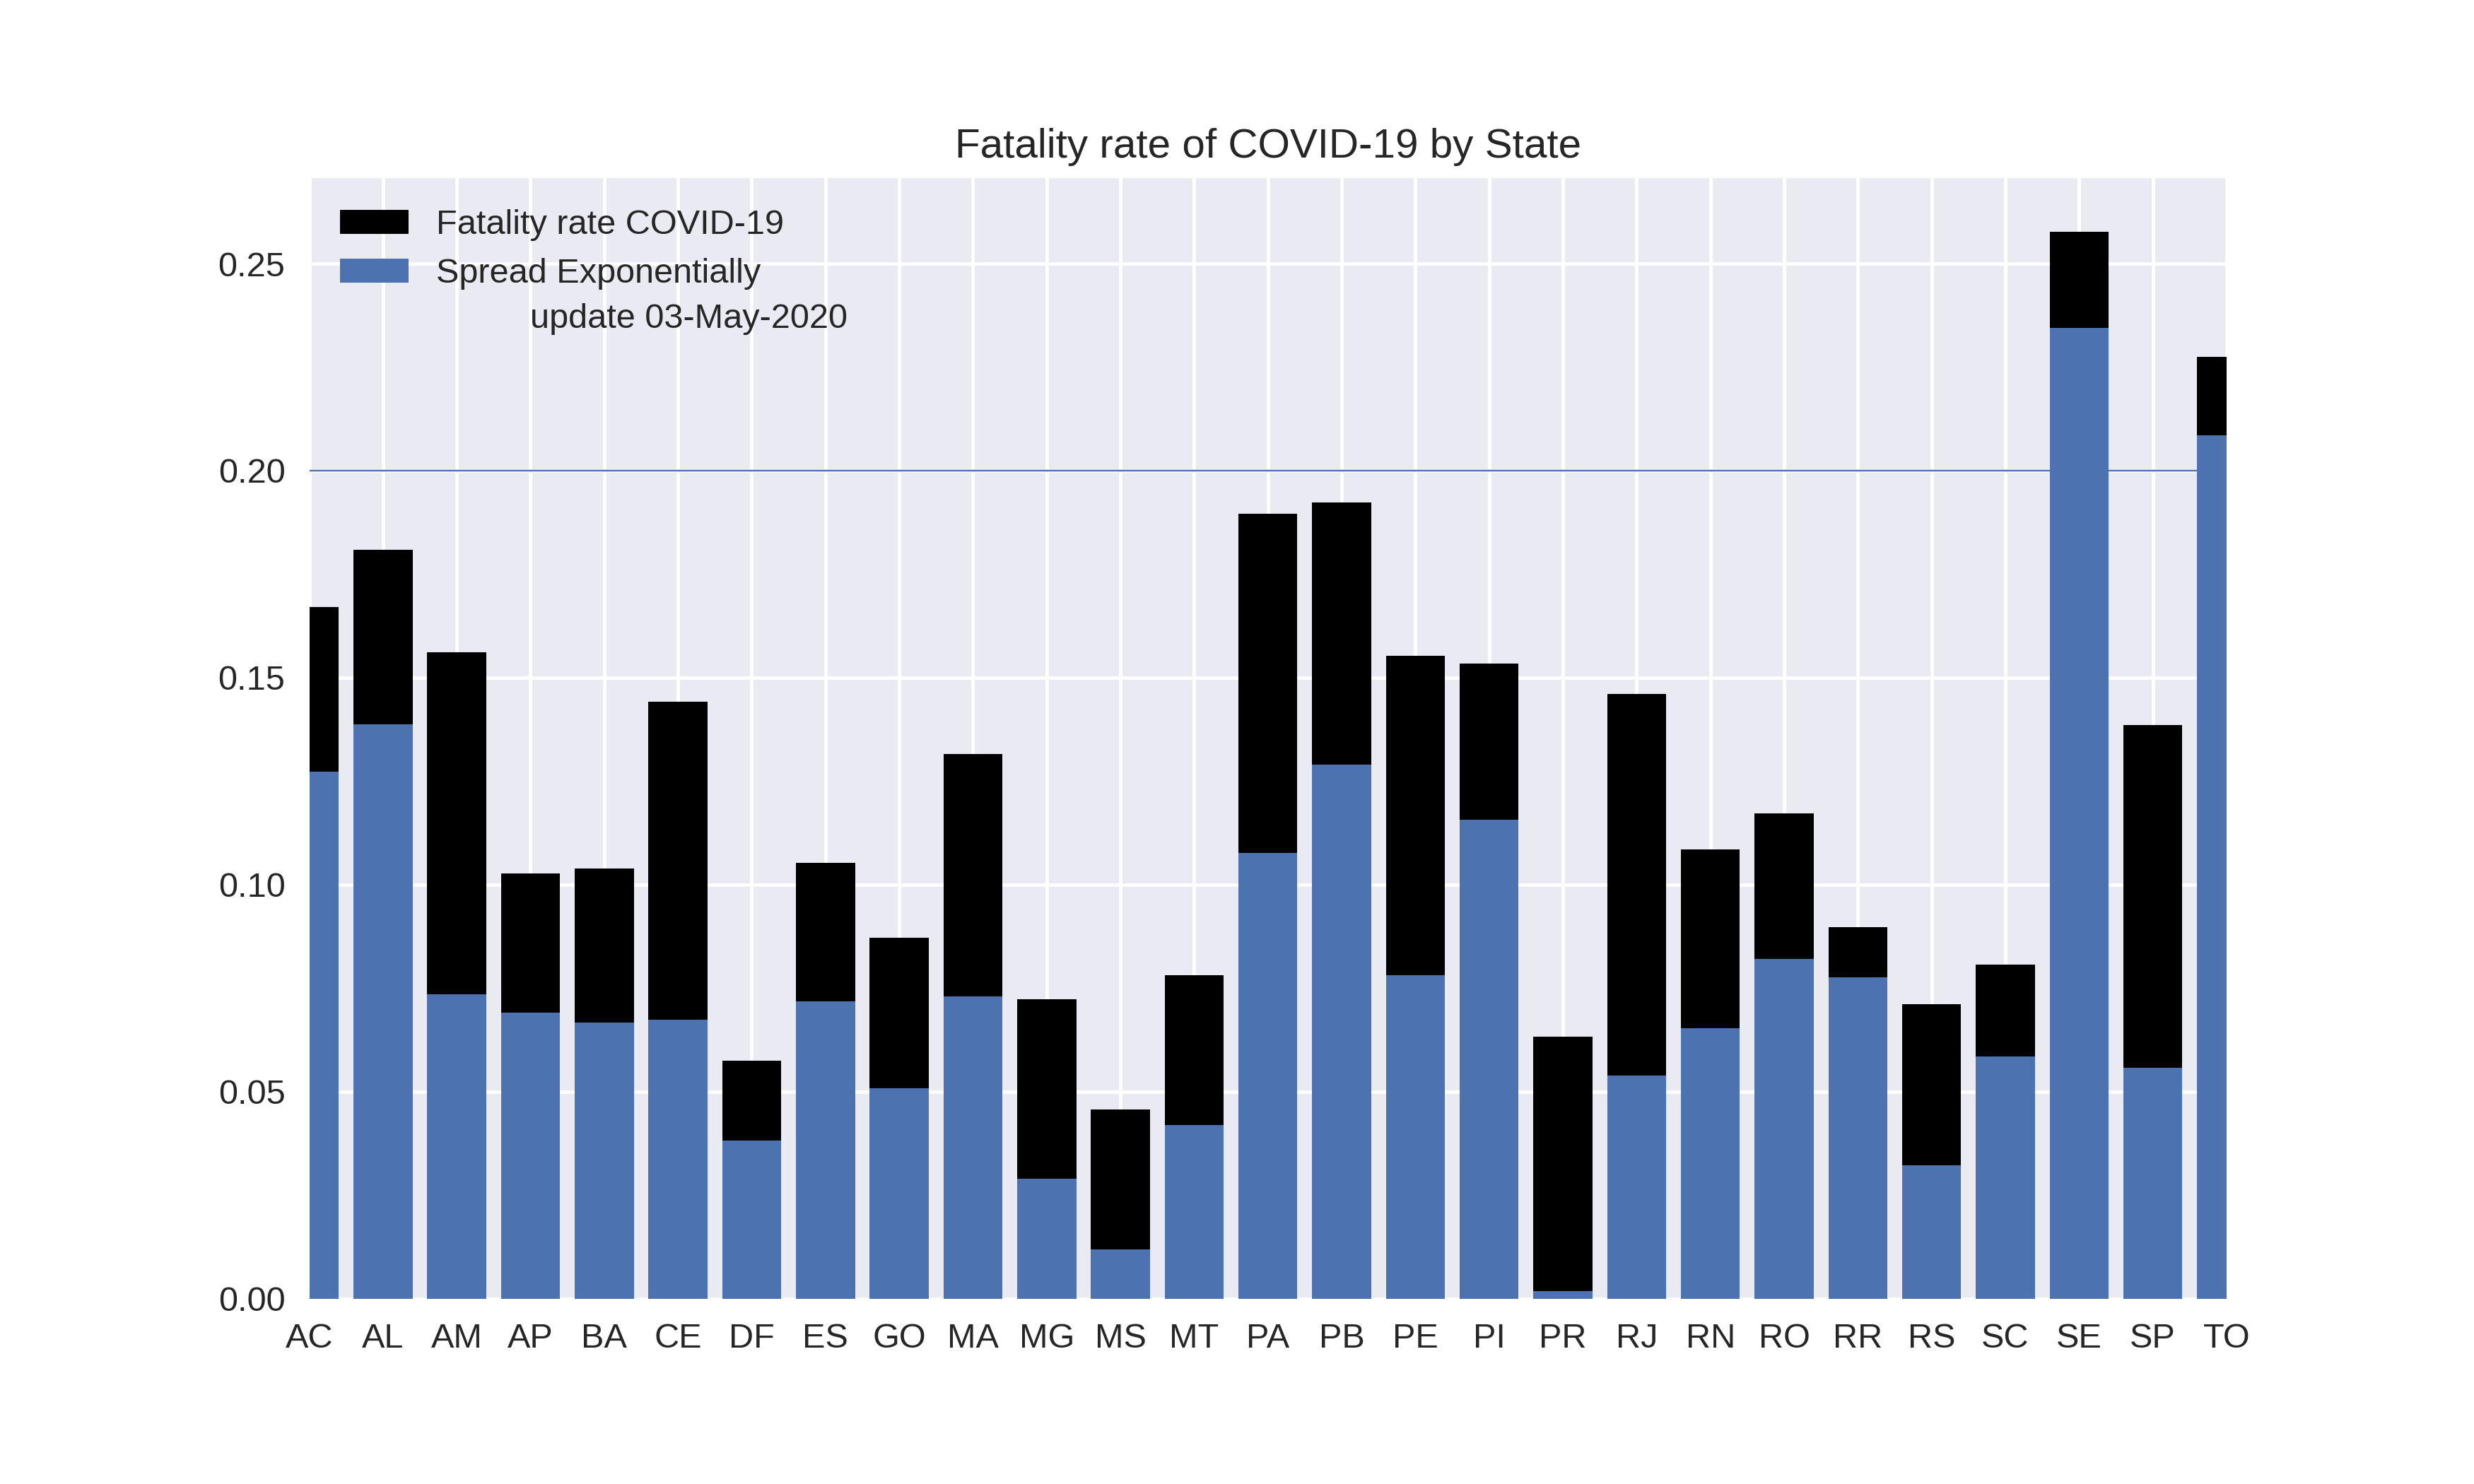 Fatality rate of COVID-19 by State
Fatality rate COVID-19
Spread Exponentially
update 03-May-2020
0.25
0.20
0.15
0.10
0.05
0.00
AC AL AM AP BA CE DF ES GO MA MG MS MT PA PB PE PI PR RJ RN RO RR RS SC SE SP TO